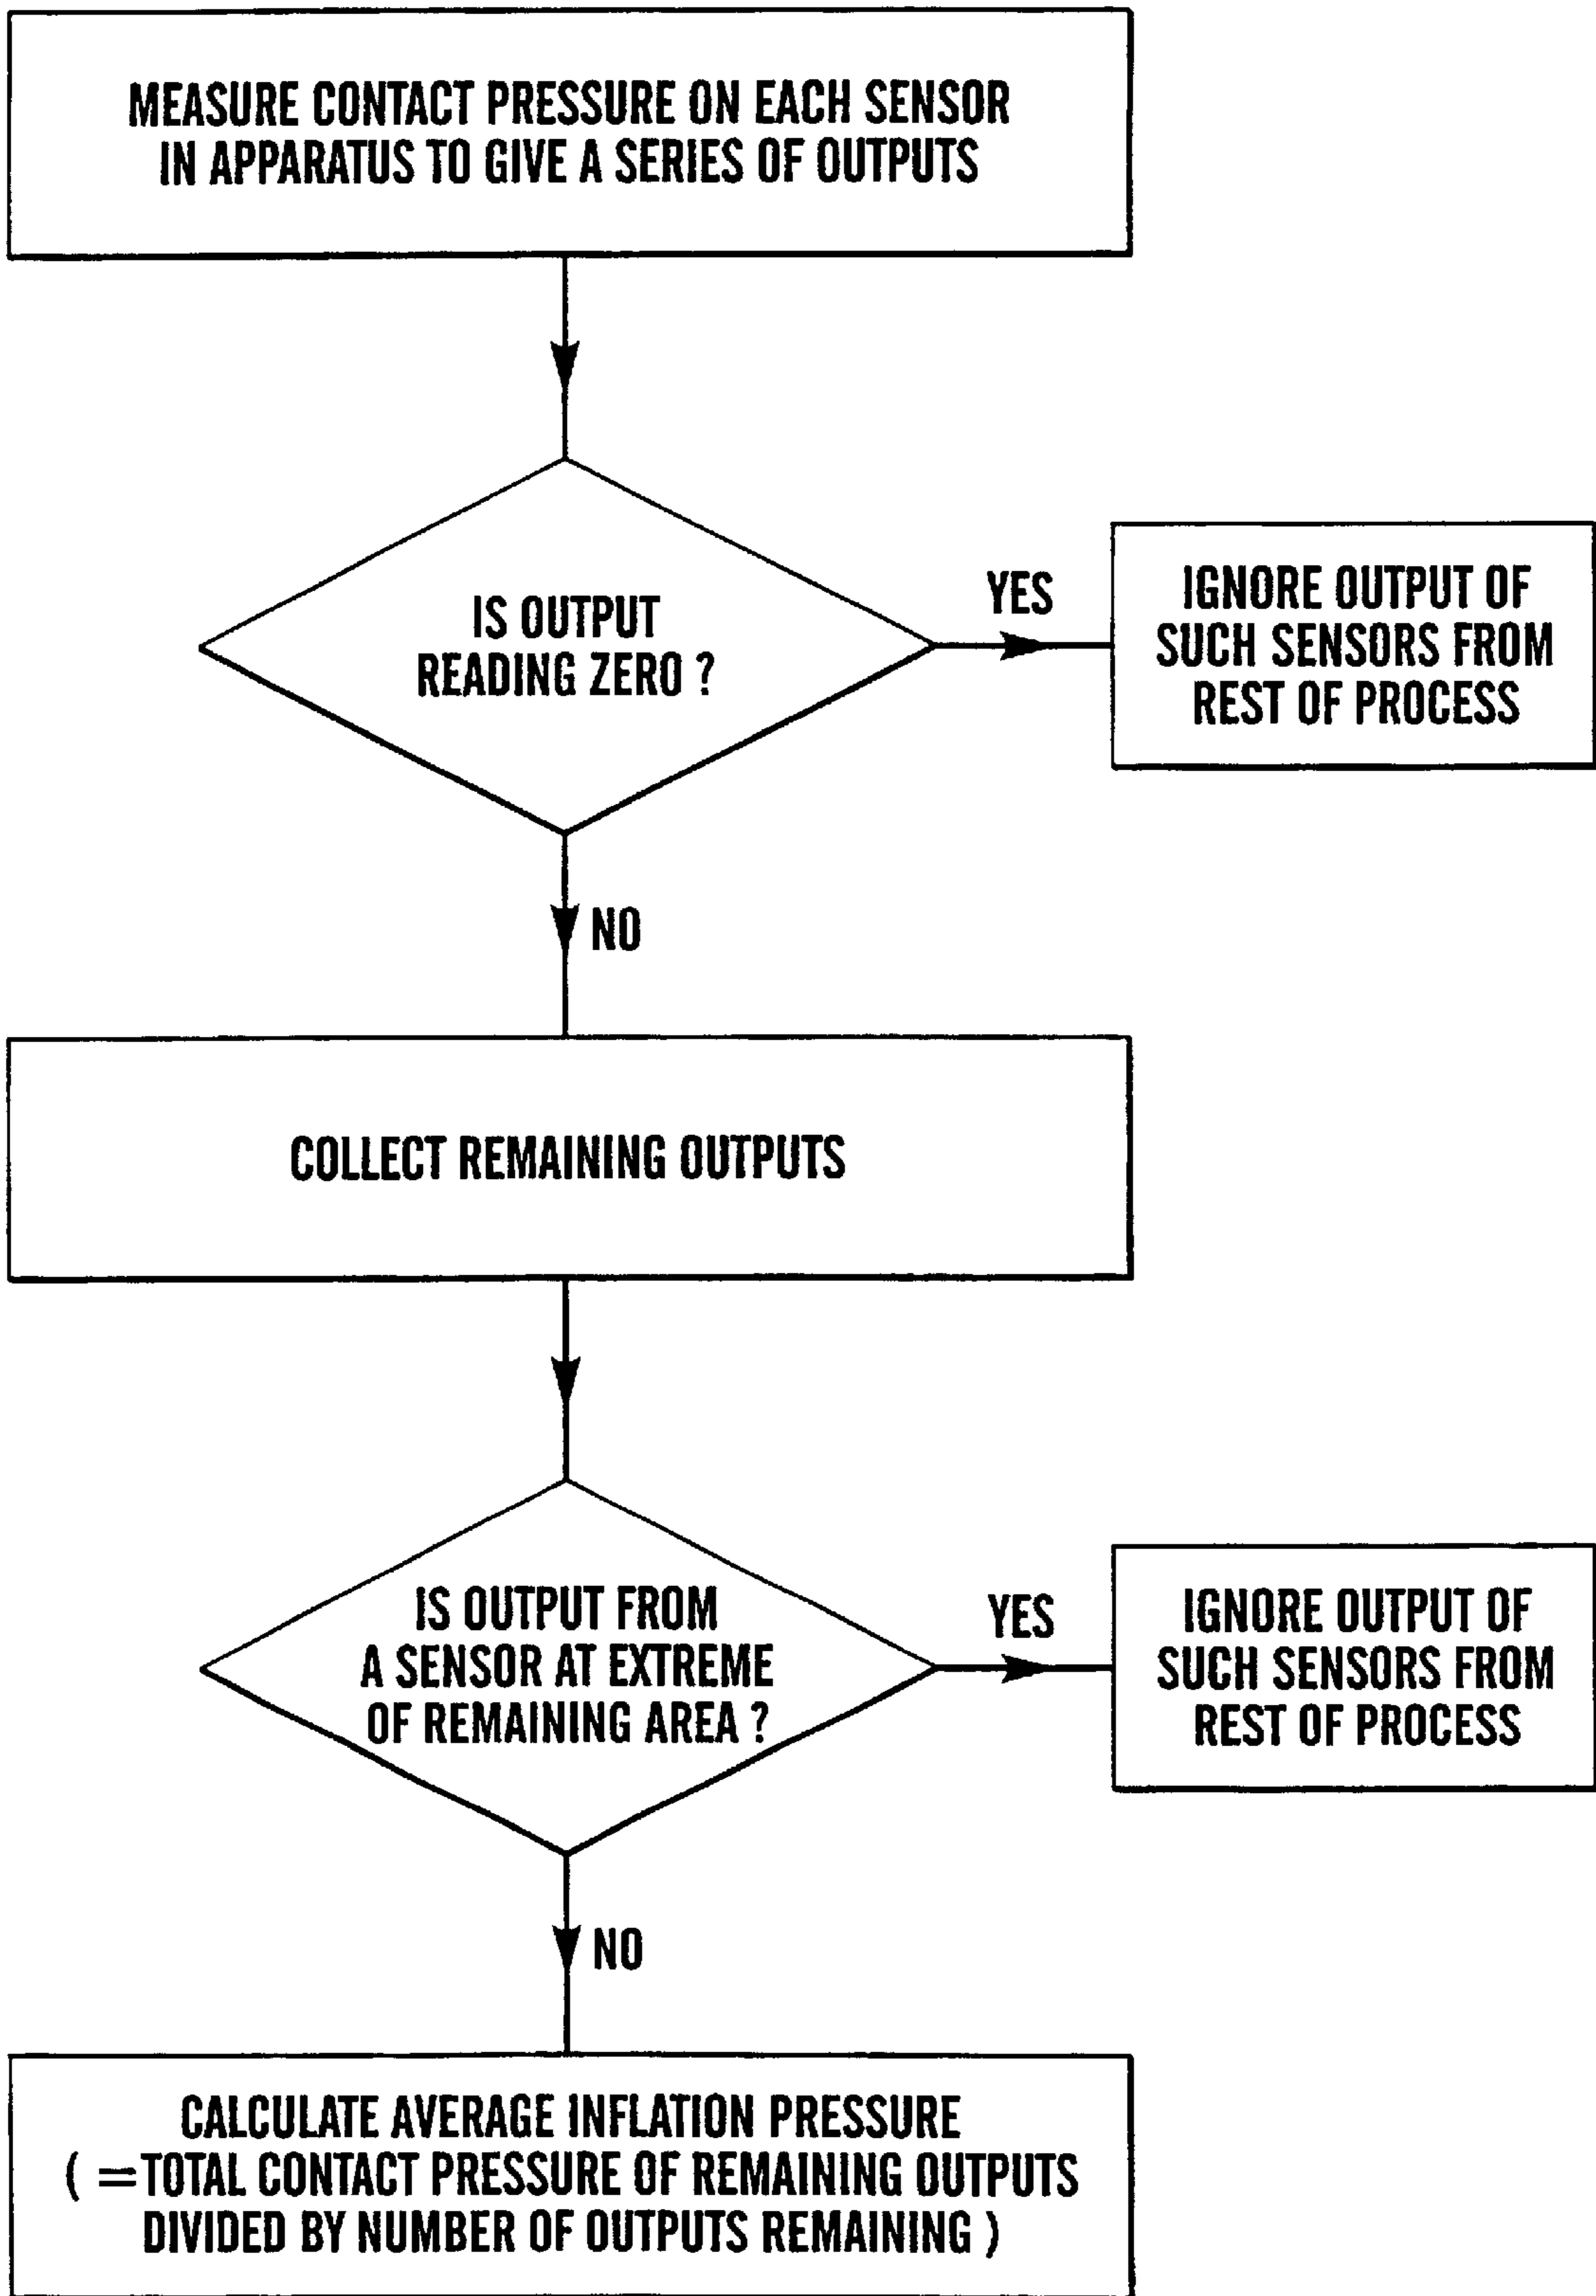 MEASURE CONTACT PRESSURE ON EACH SENSOR
IN APPARATUS TO GIVE A SERIES OF OUTPUTS
IS OUTPUT
READING ZERO ?
YES
IGNORE OUTPUT OF
SUCH SENSORS FROM
REST OF PROCESS
NO
COLLECT REMAINING OUTPUTS
IS OUTPUT FROM
A SENSOR AT EXTREME
OF REMAINING AREA ?
YES
IGNORE OUTPUT OF
SUCH SENSORS FROM
REST OF PROCESS
NO
CALCULATE AVERAGE INFLATION PRESSURE
( =TOTAL CONTACT PRESSURE OF REMAINING OUTPUTS
DIVIDED BY NUMBER OF OUTPUTS REMAINING )